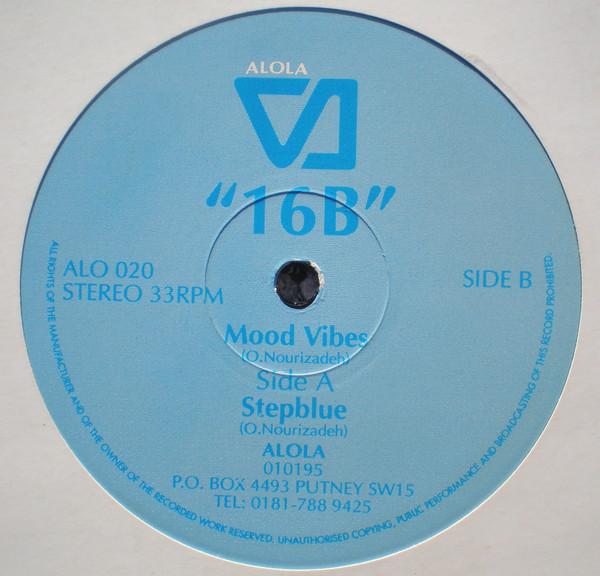 ALOLA
"16B"
ALO 020
STEREO 33RPM
SIDE B
Mood Vibes
(O.Nourizadeh)
Side A
Stepblue
(O.Nourizadeh)
ALOLA
010195
P.O. BOX 4493 PUTNEY SW15
TEL: 0181-788 9425
ALL RIGHTS OF THE MANUFACTURER AND OF THE OWNER OF THE RECORDED WORK RESERVED. UNAUTHORISED COPYING, PUBLIC PERFORMANCE AND BROADCASTING OF THIS RECORD PROHIBITED.